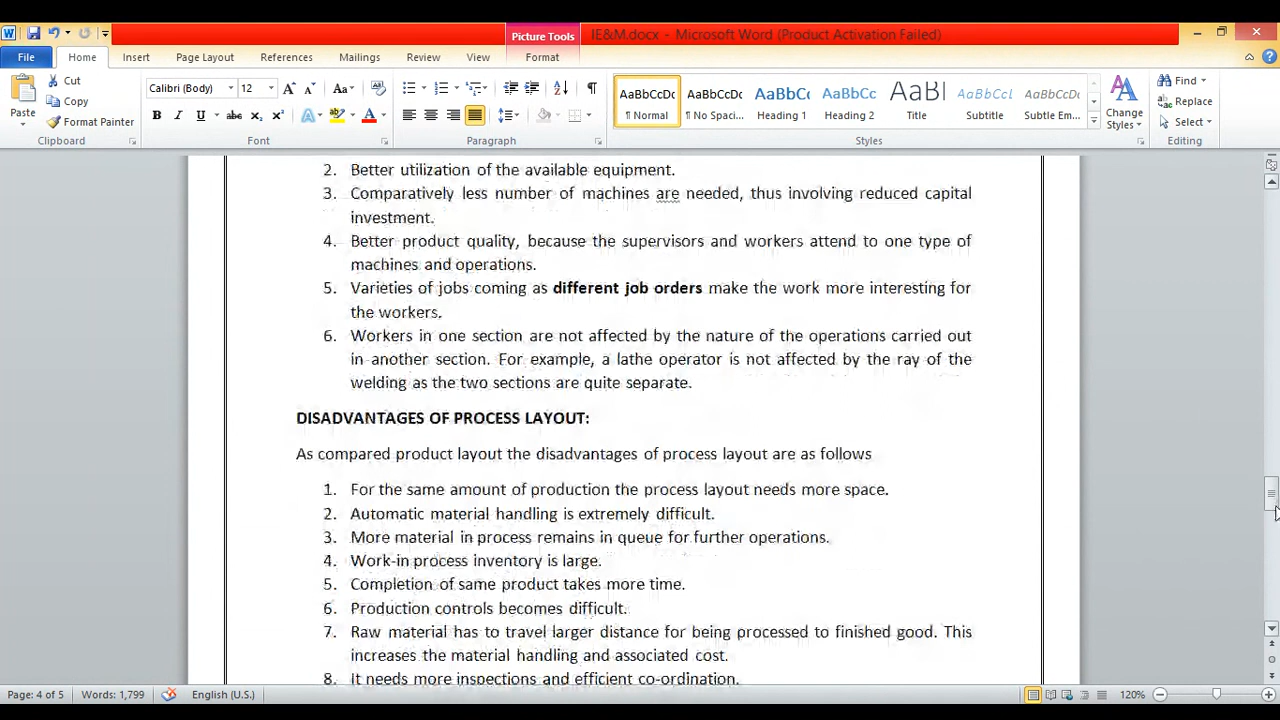 Picture Tools
IE&M.docx - Microsoft Word (Product Activation Failed)
File Home Insert Page Layout References Mailings Review View Format
Paste
Cut
Copy
Format Painter
Clipboard
Calibri (Body) 12
Font
Paragraph
AaBbCcDc AaBbCcDc AaBbCc AaBbCc AaBl AaBbCcl AaBbCcDc
¶ Normal ¶ No Spaci... Heading 1 Heading 2 Title Subtitle Subtle Em...
Change Styles
Styles
Find
Replace
Select
Editing
2. Better utilization of the available equipment.
3. Comparatively less number of machines are needed, thus involving reduced capital
investment.
4. Better product quality, because the supervisors and workers attend to one type of
machines and operations.
5. Varieties of jobs coming as different job orders make the work more interesting for
the workers.
6. Workers in one section are not affected by the nature of the operations carried out
in another section. For example, a lathe operator is not affected by the ray of the
welding as the two sections are quite separate.
DISADVANTAGES OF PROCESS LAYOUT:
As compared product layout the disadvantages of process layout are as follows
1. For the same amount of production the process layout needs more space.
2. Automatic material handling is extremely difficult.
3. More material in process remains in queue for further operations.
4. Work-in process inventory is large.
5. Completion of same product takes more time.
6. Production controls becomes difficult.
7. Raw material has to travel larger distance for being processed to finished good. This
increases the material handling and associated cost.
8. It needs more inspections and efficient co-ordination.
Page: 4 of 5 Words: 1,799 English (U.S.) 120%